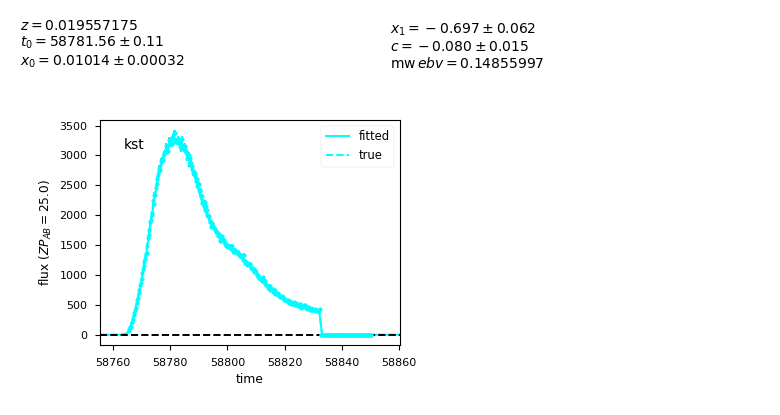 z = 0.019557175
t₀ = 58781.56 ± 0.11
x₀ = 0.01014 ± 0.00032
x₁ = −0.697 ± 0.062
c = −0.080 ± 0.015
mw ebv = 0.14855997
kst
fitted
true
3500
3000
2500
2000
1500
1000
500
0
flux (ZP_AB = 25.0)
58760 58780 58800 58820 58840 58860
time